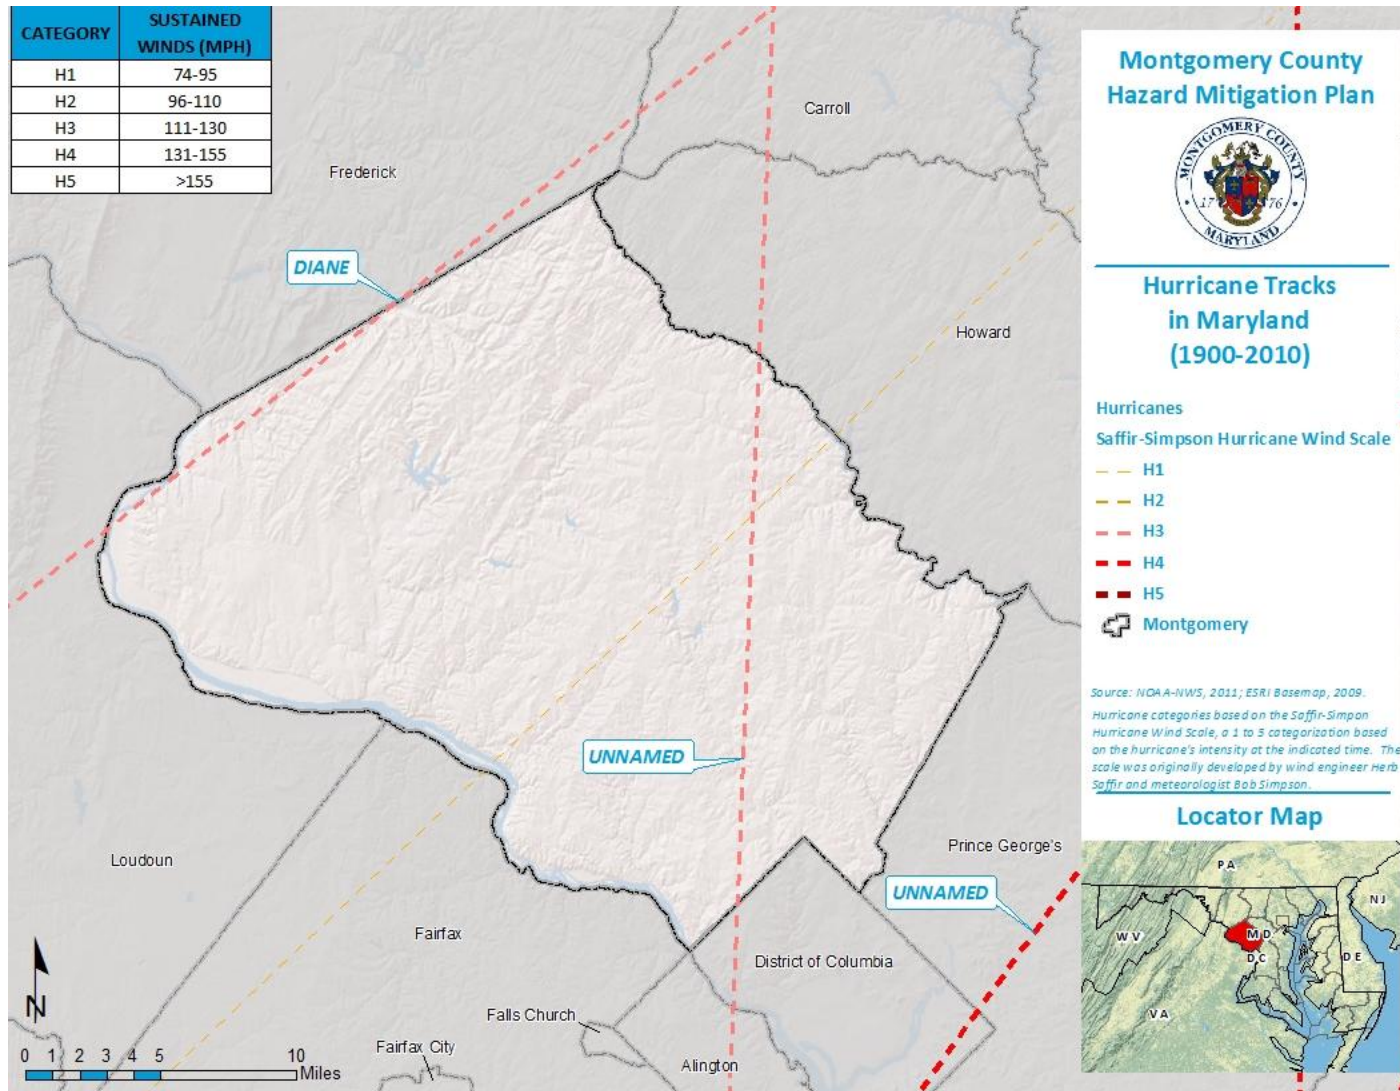 CATEGORY SUSTAINED WINDS (MPH)
H1 74-95
H2 96-110
H3 111-130
H4 131-155
H5 >155
Carroll
Frederick
DIANE
Howard
UNNAMED
Prince George's
UNNAMED
Loudoun
Fairfax
District of Columbia
Falls Church
Fairfax City
Alington
N
0 1 2 3 4 5 10
Miles
Montgomery County
Hazard Mitigation Plan
MONTGOMERY COUNTY
17 76
MARYLAND
Hurricane Tracks
in Maryland
(1900-2010)
Hurricanes
Saffir-Simpson Hurricane Wind Scale
H1
H2
H3
H4
H5
Montgomery
Source: NOAA-NWS, 2011; ESRI Basemap, 2009.
Hurricane categories based on the Saffir-Simpon
Hurricane Wind Scale, a 1 to 5 categorization based
on the hurricane's intensity at the indicated time. The
scale was originally developed by wind engineer Herb
Saffir and meteorologist Bob Simpson.
Locator Map
PA
NJ
WV
MD
DC
DE
VA